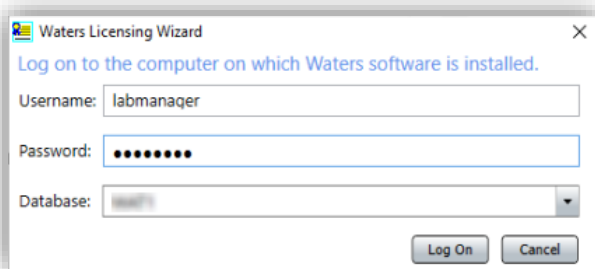 Waters Licensing Wizard
Log on to the computer on which Waters software is installed.
Username: labmanager
Password: ●●●●●●●●
Database:
Log On Cancel